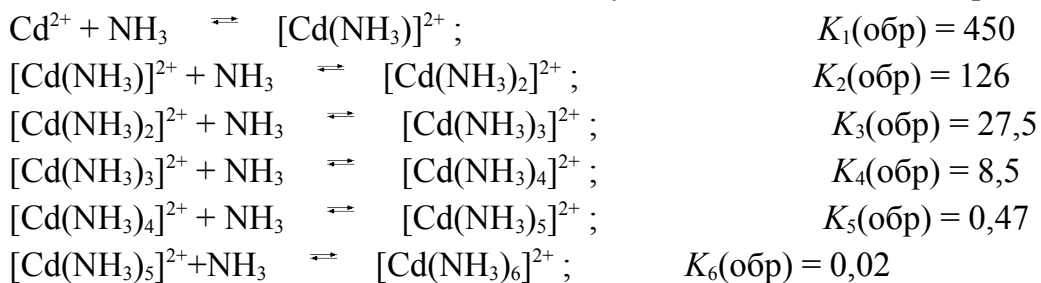 Cd²⁺ + NH₃ ⇌ [Cd(NH₃)]²⁺ ; K₁(обр) = 450
[Cd(NH₃)]²⁺ + NH₃ ⇌ [Cd(NH₃)₂]²⁺ ; K₂(обр) = 126
[Cd(NH₃)₂]²⁺ + NH₃ ⇌ [Cd(NH₃)₃]²⁺ ; K₃(обр) = 27,5
[Cd(NH₃)₃]²⁺ + NH₃ ⇌ [Cd(NH₃)₄]²⁺ ; K₄(обр) = 8,5
[Cd(NH₃)₄]²⁺ + NH₃ ⇌ [Cd(NH₃)₅]²⁺ ; K₅(обр) = 0,47
[Cd(NH₃)₅]²⁺+NH₃ ⇌ [Cd(NH₃)₆]²⁺ ; K₆(обр) = 0,02